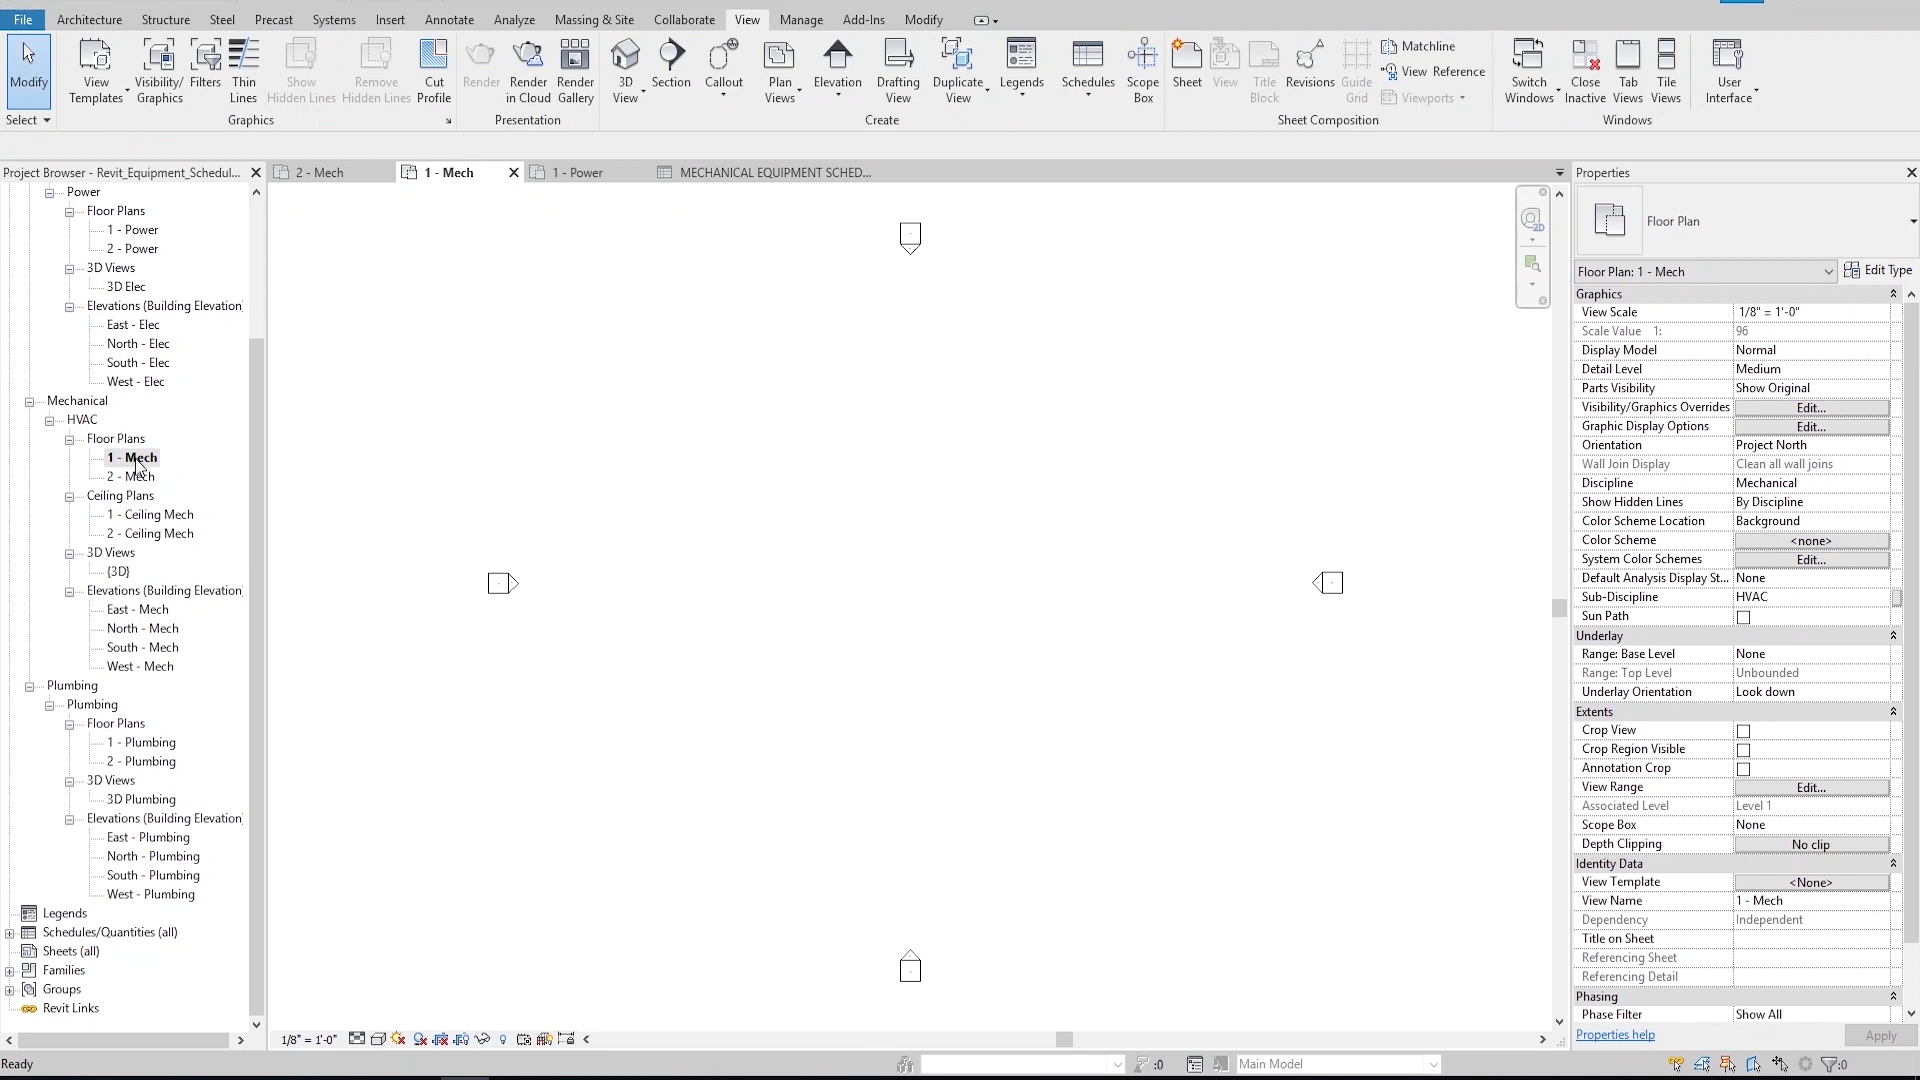 File Architecture Structure Steel Precast Systems Insert Annotate Analyze Massing & Site Collaborate View Manage Add-Ins Modify
Modify
View Templates
Visibility/ Graphics
Filters
Thin Lines
Show Hidden Lines
Remove Hidden Lines
Cut Profile
Render
Render in Cloud
Render Gallery
3D View
Section
Callout
Plan Views
Elevation
Drafting View
Duplicate View
Legends
Schedules
Scope Box
Sheet
View
Title Block
Revisions
Guide Grid
Matchline
View Reference
Viewports
Switch Windows
Close Inactive
Tab Views
Tile Views
User Interface
Select Graphics Presentation Create Sheet Composition Windows
Project Browser - Revit_Equipment_Schedul...
2 - Mech
1 - Mech
1 - Power
MECHANICAL EQUIPMENT SCHED...
Properties
Power
Floor Plans
1 - Power
2 - Power
3D Views
3D Elec
Elevations (Building Elevation)
East - Elec
North - Elec
South - Elec
West - Elec
Mechanical
HVAC
Floor Plans
1 - Mech
2 - Mech
Ceiling Plans
1 - Ceiling Mech
2 - Ceiling Mech
3D Views
{3D}
Elevations (Building Elevation)
East - Mech
North - Mech
South - Mech
West - Mech
Plumbing
Plumbing
Floor Plans
1 - Plumbing
2 - Plumbing
3D Views
3D Plumbing
Elevations (Building Elevation)
East - Plumbing
North - Plumbing
South - Plumbing
West - Plumbing
Legends
Schedules/Quantities (all)
Sheets (all)
Families
Groups
Revit Links
2D
Floor Plan
Floor Plan: 1 - Mech Edit Type
Graphics
View Scale 1/8" = 1'-0"
Scale Value 1: 96
Display Model Normal
Detail Level Medium
Parts Visibility Show Original
Visibility/Graphics Overrides Edit...
Graphic Display Options Edit...
Orientation Project North
Wall Join Display Clean all wall joins
Discipline Mechanical
Show Hidden Lines By Discipline
Color Scheme Location Background
Color Scheme <none>
System Color Schemes Edit...
Default Analysis Display St... None
Sub-Discipline HVAC
Sun Path
Underlay
Range: Base Level None
Range: Top Level Unbounded
Underlay Orientation Look down
Extents
Crop View
Crop Region Visible
Annotation Crop
View Range Edit...
Associated Level Level 1
Scope Box None
Depth Clipping No clip
Identity Data
View Template <None>
View Name 1 - Mech
Dependency Independent
Title on Sheet
Referencing Sheet
Referencing Detail
Phasing
Phase Filter Show All
Properties help Apply
1/8" = 1'-0"
Ready
:0
Main Model
:0